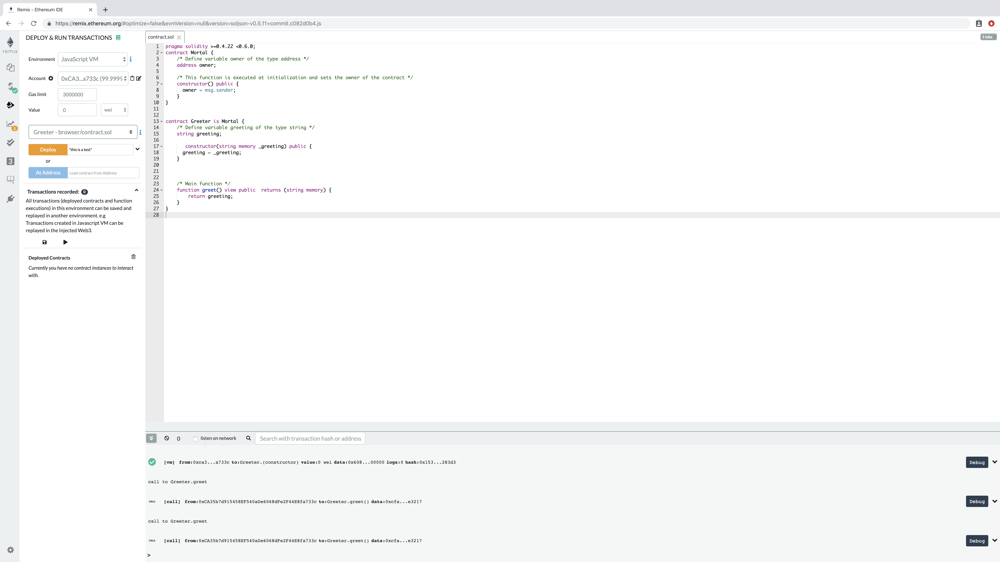 Remix - Ethereum IDE
https://remix.ethereum.org/#optimize=false&evmVersion=null&version=soljson-v0.5.11+commit.c082d0b4.js
remix
DEPLOY & RUN TRANSACTIONS
Environment JavaScript VM
Account 0xCA3...a733c (99.9999
Gas limit 3000000
Value 0 wei
1
Greeter - browser/contract.sol
Deploy "this is a test"
or
3
At Address Load contract from Address
Transactions recorded: 0
All transactions (deployed contracts and function
executions) in this environment can be saved and
replayed in another environment. e.g
Transactions created in Javascript VM can be
replayed in the Injected Web3.
Deployed Contracts
Currently you have no contract instances to interact
with.
contract.sol
1 tabs
1 pragma solidity >=0.4.22 <0.6.0;
2 contract Mortal {
3 /* Define variable owner of the type address */
4 address owner;
5
6 /* This function is executed at initialization and sets the owner of the contract */
7 constructor() public {
8 owner = msg.sender;
9 }
10 }
11
12
13 contract Greeter is Mortal {
14 /* Define variable greeting of the type string */
15 string greeting;
16
17 constructor(string memory _greeting) public {
18 greeting = _greeting;
19 }
20
21
22
23 /* Main function */
24 function greet() view public  returns (string memory) {
25 return greeting;
26 }
27 }
28
0 listen on network Search with transaction hash or address
[vm] from:0xca3...a733c to:Greeter.(constructor) value:0 wei data:0x608...00000 logs:0 hash:0x153...283d3 Debug
call to Greeter.greet
CALL [call] from:0xCA35b7d915458EF540aDe6068dFe2F44E8fa733c to:Greeter.greet() data:0xcfa...e3217 Debug
call to Greeter.greet
CALL [call] from:0xCA35b7d915458EF540aDe6068dFe2F44E8fa733c to:Greeter.greet() data:0xcfa...e3217 Debug
>